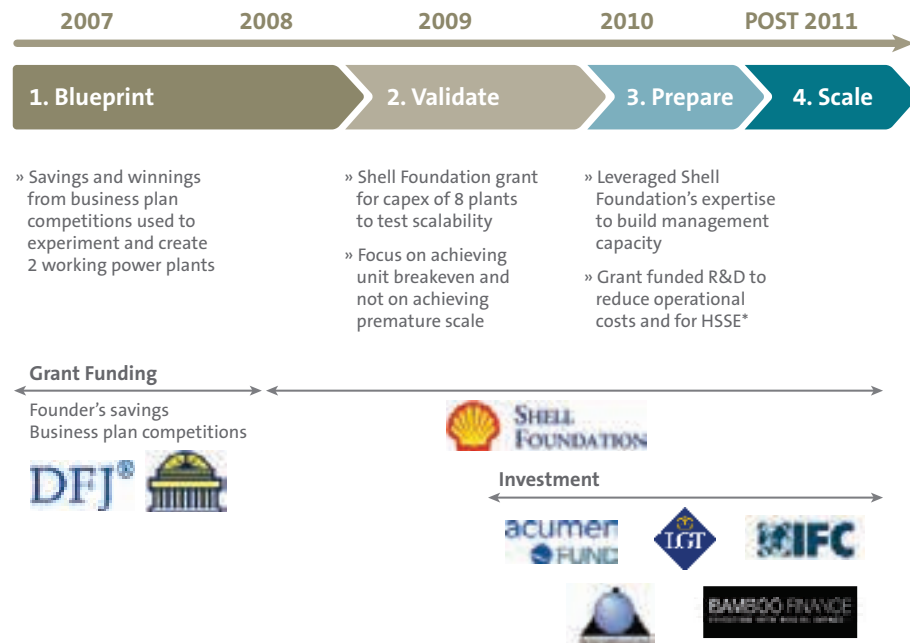 2007 2008 2009 2010 POST 2011
1. Blueprint 2. Validate 3. Prepare 4. Scale
» Savings and winnings
from business plan
competitions used to
experiment and create
2 working power plants
» Shell Foundation grant
for capex of 8 plants
to test scalability
» Focus on achieving
unit breakeven and
not on achieving
premature scale
» Leveraged Shell
Foundation's expertise
to build management
capacity
» Grant funded R&D to
reduce operational
costs and for HSSE*
Grant Funding
Founder's savings
Business plan competitions
DFJ®
SHELL
FOUNDATION
Investment
acumen
FUND
LGT
IFC
BAMBOO FINANCE